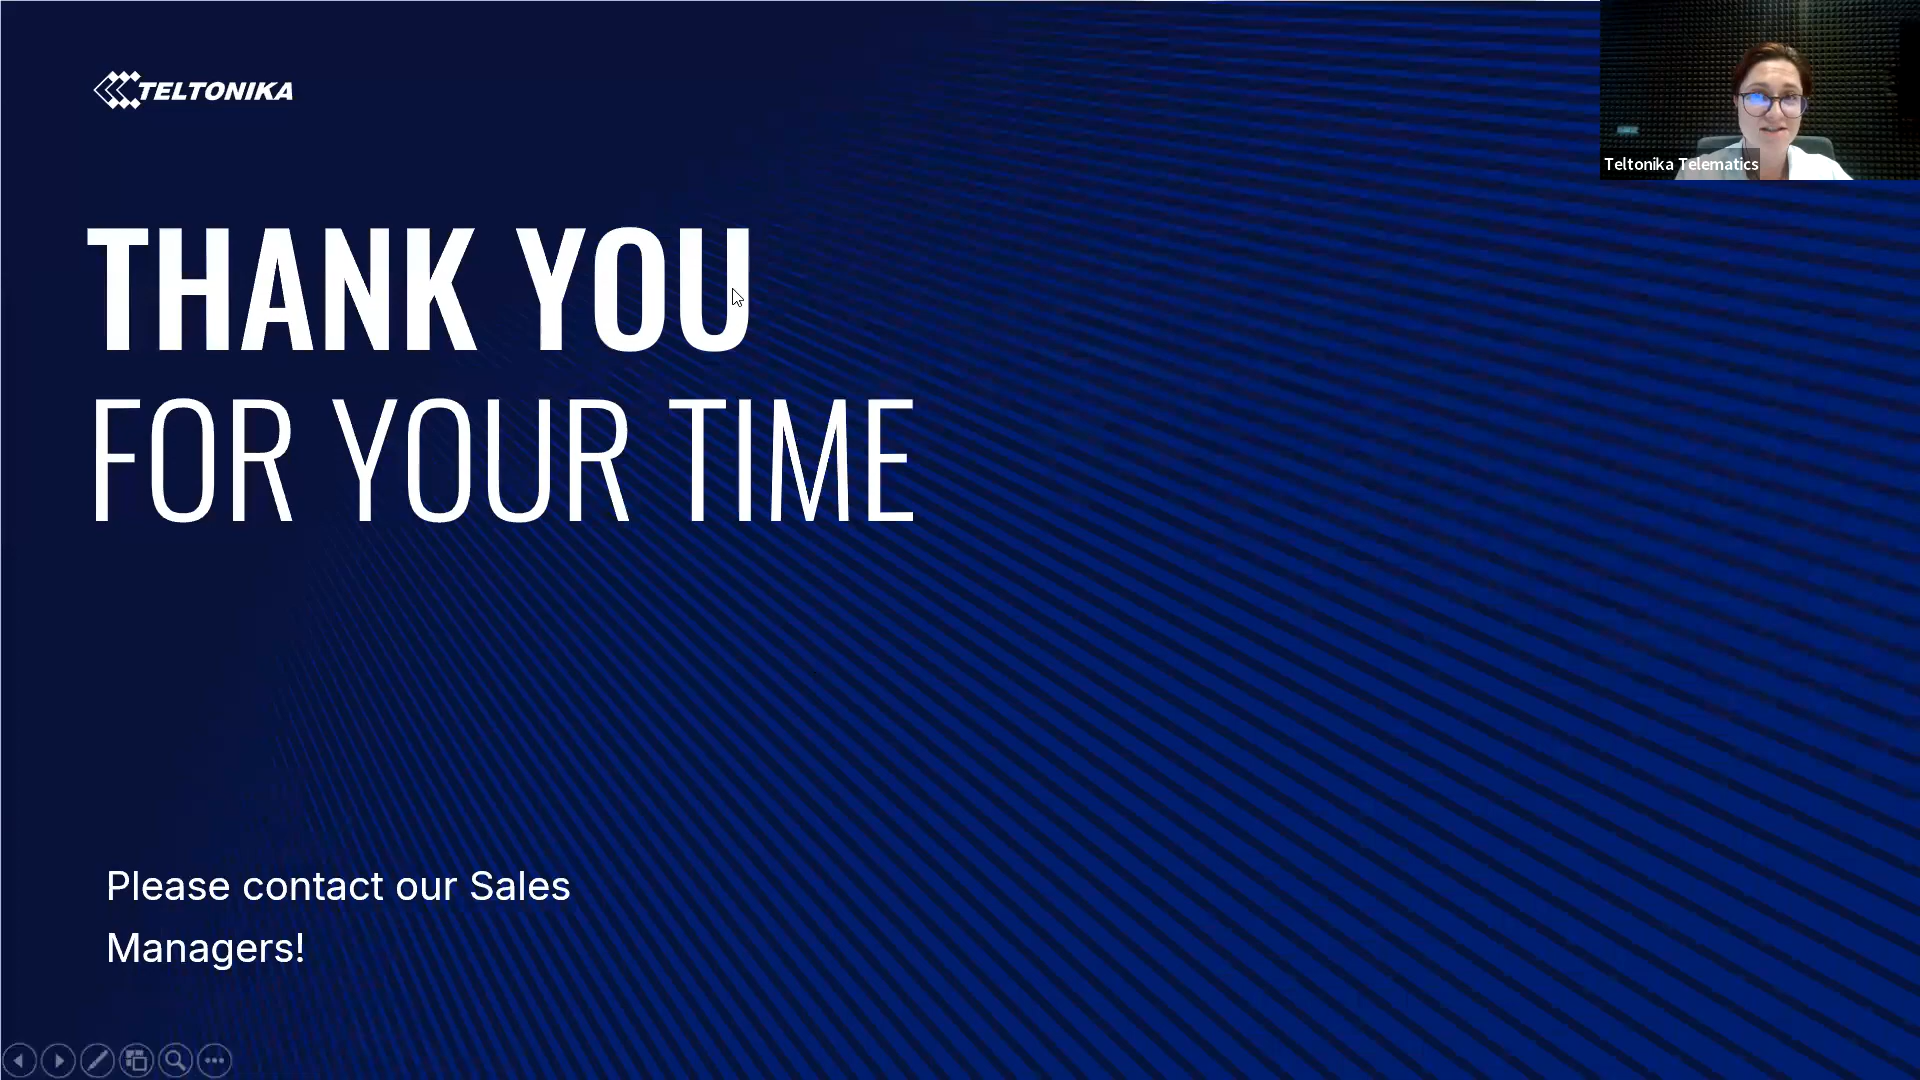 TELTONIKA
Teltonika Telematics
THANK YOU
FOR YOUR TIME
Please contact our Sales
Managers!